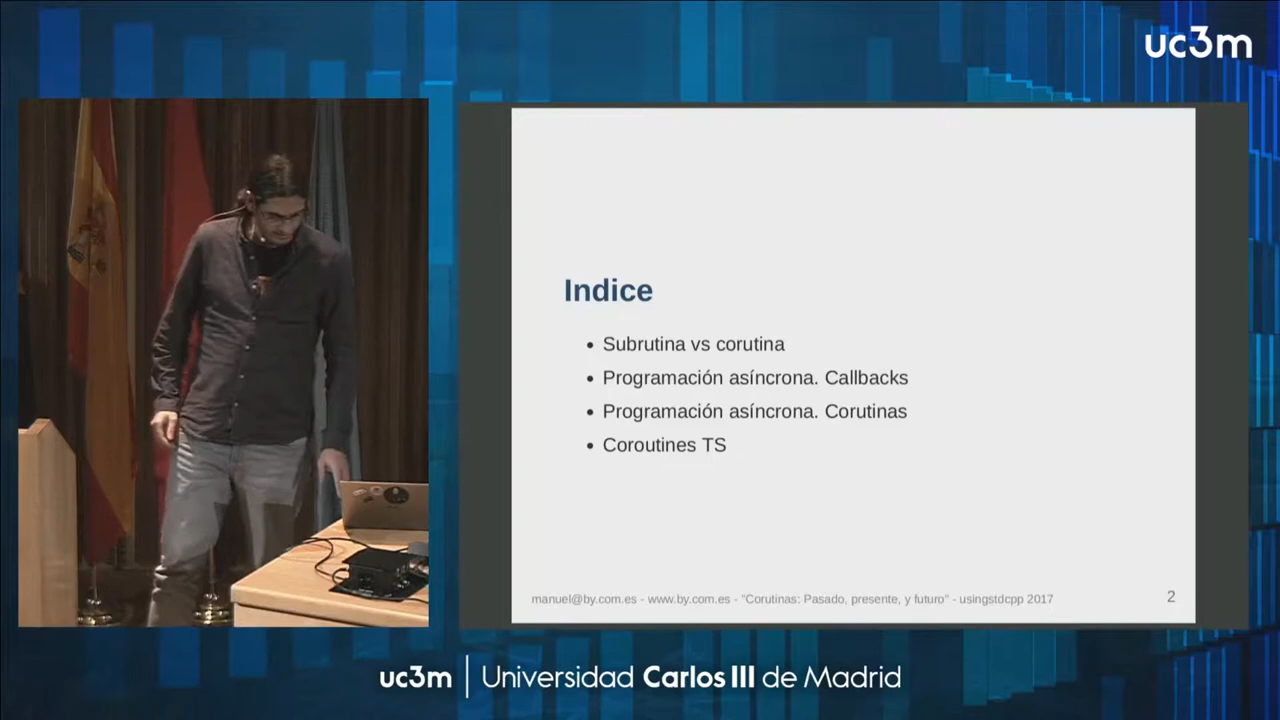 uc3m
Indice
• Subrutina vs corutina
• Programación asíncrona. Callbacks
• Programación asíncrona. Corutinas
• Coroutines TS
manuel@by.com.es - www.by.com.es - "Corutinas: Pasado, presente, y futuro" - usingstdcpp 2017
2
uc3m | Universidad Carlos III de Madrid